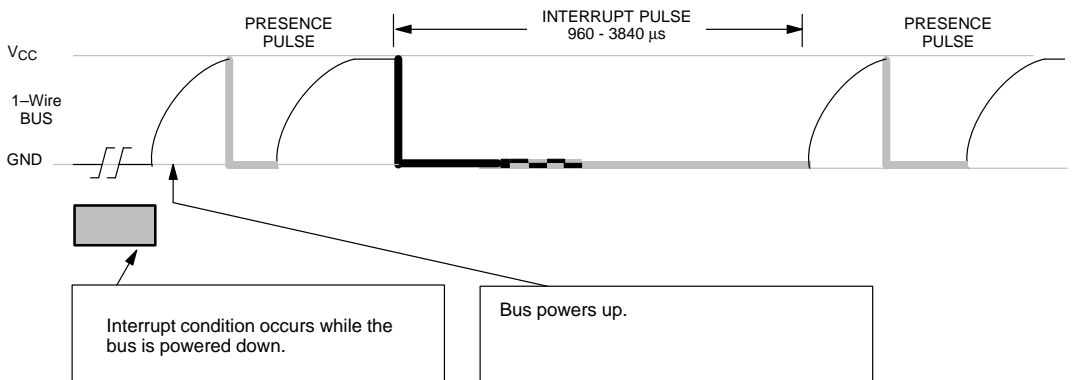 PRESENCE
PULSE
INTERRUPT PULSE
960 - 3840 μs
PRESENCE
PULSE
VCC
1–Wire
BUS
GND
Interrupt condition occurs while the
bus is powered down.
Bus powers up.